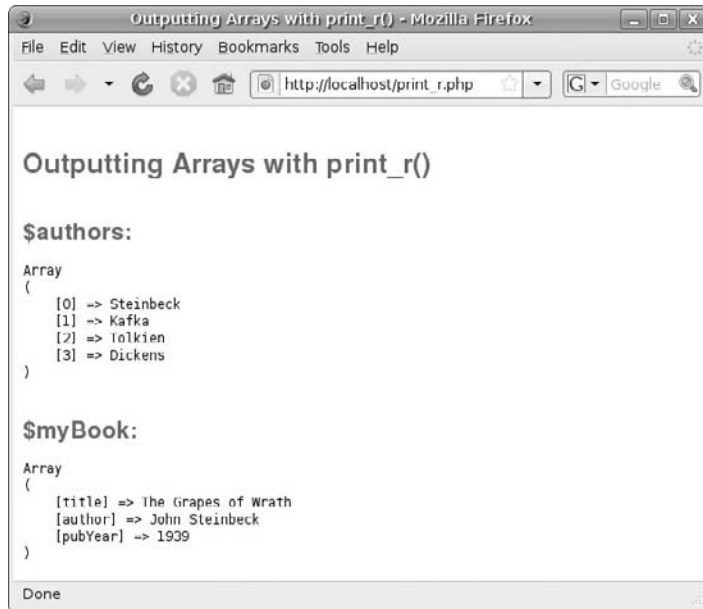 Outputting Arrays with print_r() - Mozilla Firefox
File Edit View History Bookmarks Tools Help
http://localhost/print_r.php G Google
Outputting Arrays with print_r()
$authors:
Array
(
[0] => Steinbeck
[1] => Kafka
[2] => Tolkien
[3] => Dickens
)
$myBook:
Array
(
[title] => The Grapes of Wrath
[author] => John Steinbeck
[pubYear] => 1939
)
Done